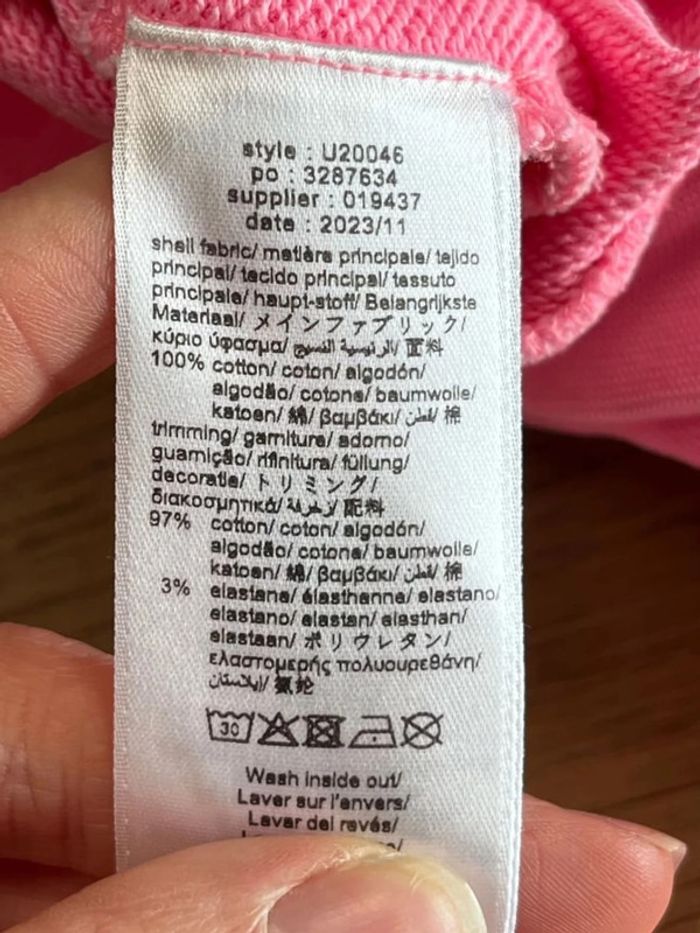 style : U20046
po : 3287634
supplier : 019437
date : 2023/11
shell fabric/ matière principale/ tejido
principal/ tecido principal/ tessuto
principale/ haupt-stoff/ Belangrijkste
Materiaal/ メインファブリック/
κύριο ύφασμα/ الرئيسية النسيج/ 面料
100% cotton/ coton/ algodón/
algodão/ cotone/ baumwolle/
katoen/ 綿/ βαμβάκι/ قطن/ 棉
trimming/ garniture/ adorno/
guarnição/ rifinitura/ füllung/
decoratie/ トリミング/
διακοσμητικά/ زخرفة/ 配料
97% cotton/ coton/ algodón/
algodão/ cotone/ baumwolle/
katoen/ 綿/ βαμβάκι/ قطن/ 棉
3% elastane/ élasthanne/ elastano/
elastano/ elastan/ elasthan/
elastaan/ ポリウレタン/
ελαστομερής πολυουρεθάνη/
إيلاستان/ 氨纶
30
Wash inside out/
Laver sur l'envers/
Lavar del revés/